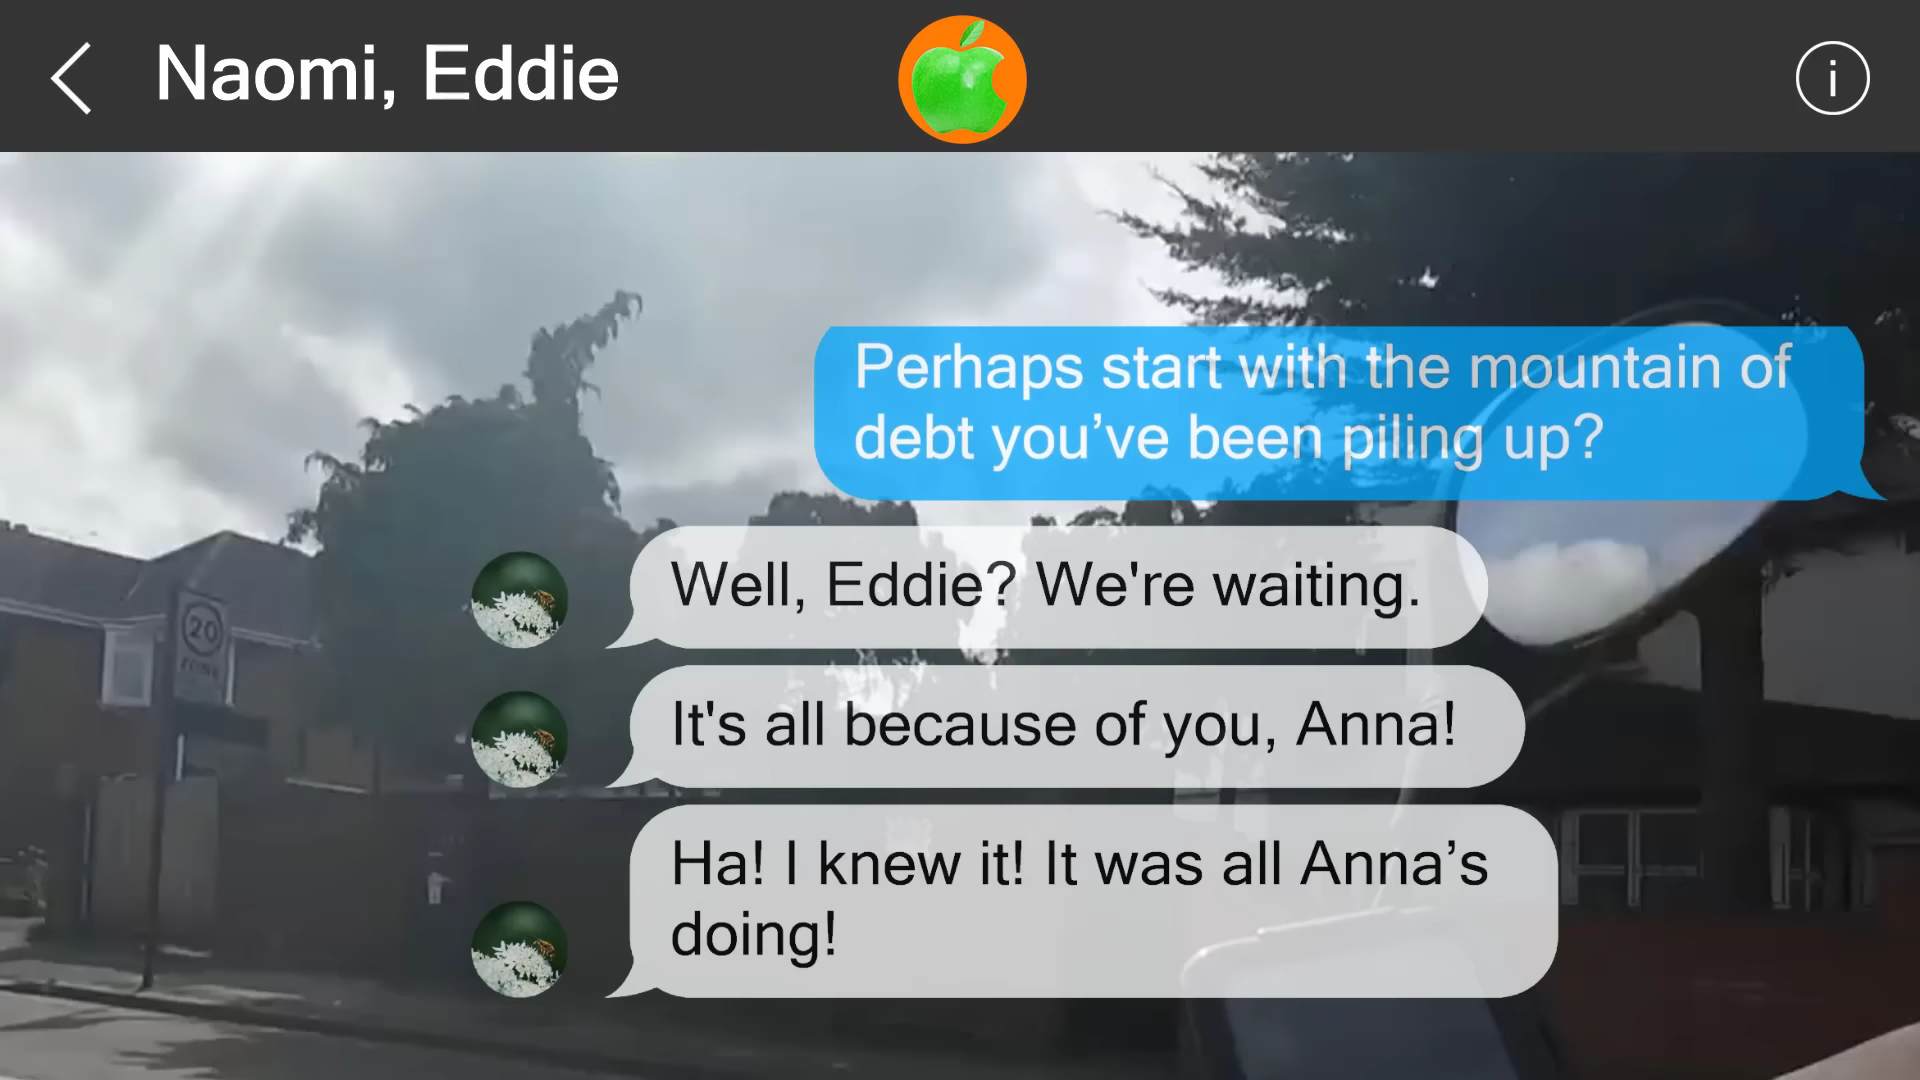 Naomi, Eddie
i
Perhaps start with the mountain of
debt you’ve been piling up?
Well, Eddie? We're waiting.
It's all because of you, Anna!
Ha! I knew it! It was all Anna’s
doing!
20
ZONE